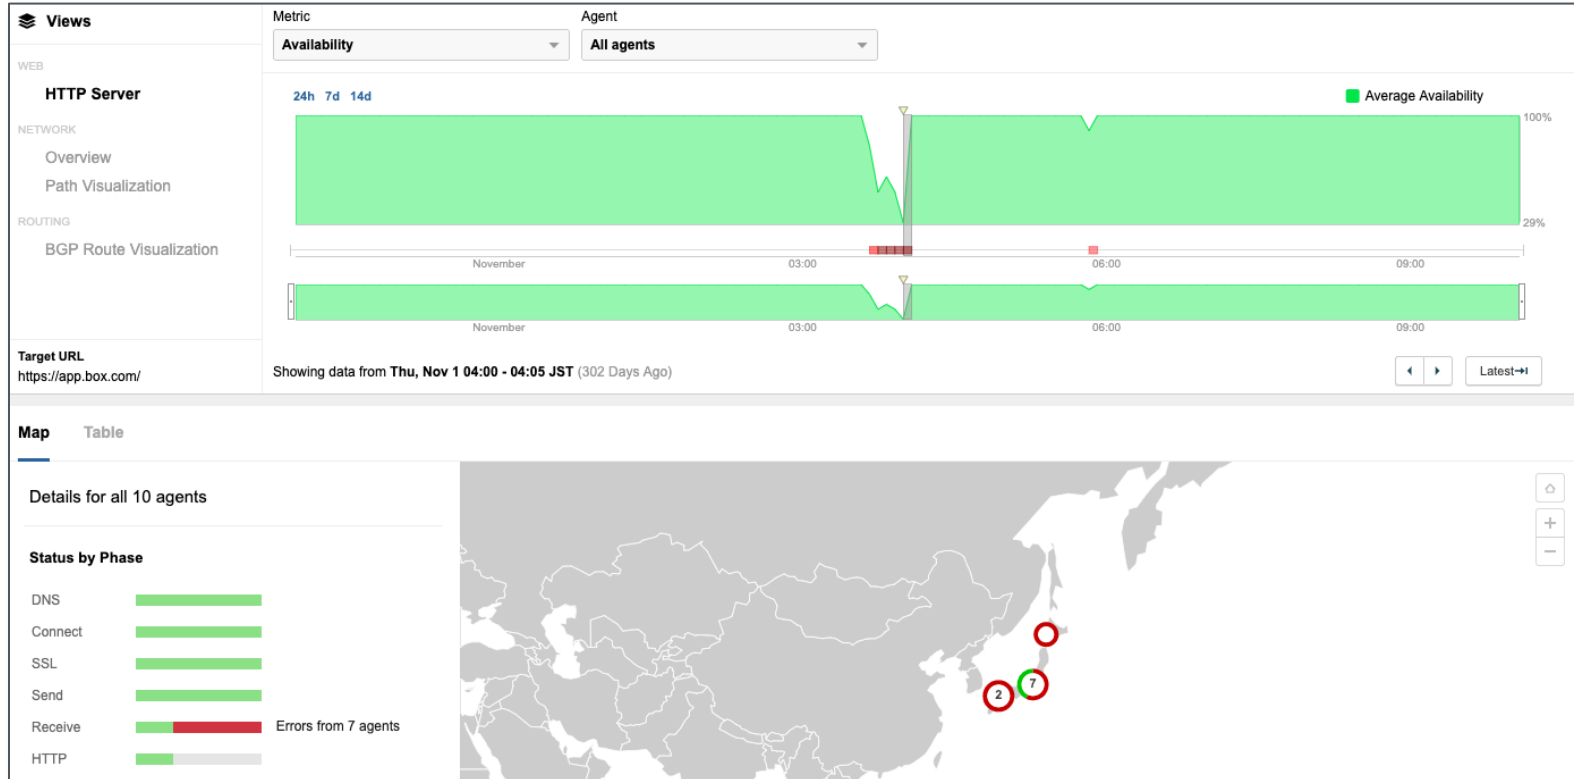 Views
WEB
HTTP Server
NETWORK
Overview
Path Visualization
ROUTING
BGP Route Visualization
Target URL
https://app.box.com/
Metric
Availability
Agent
All agents
24h 7d 14d
Average Availability
100%
29%
November 03:00 06:00 09:00
November 03:00 06:00 09:00
Showing data from Thu, Nov 1 04:00 - 04:05 JST (302 Days Ago)
Latest
Map Table
Details for all 10 agents
Status by Phase
DNS
Connect
SSL
Send
Receive Errors from 7 agents
HTTP
2
7